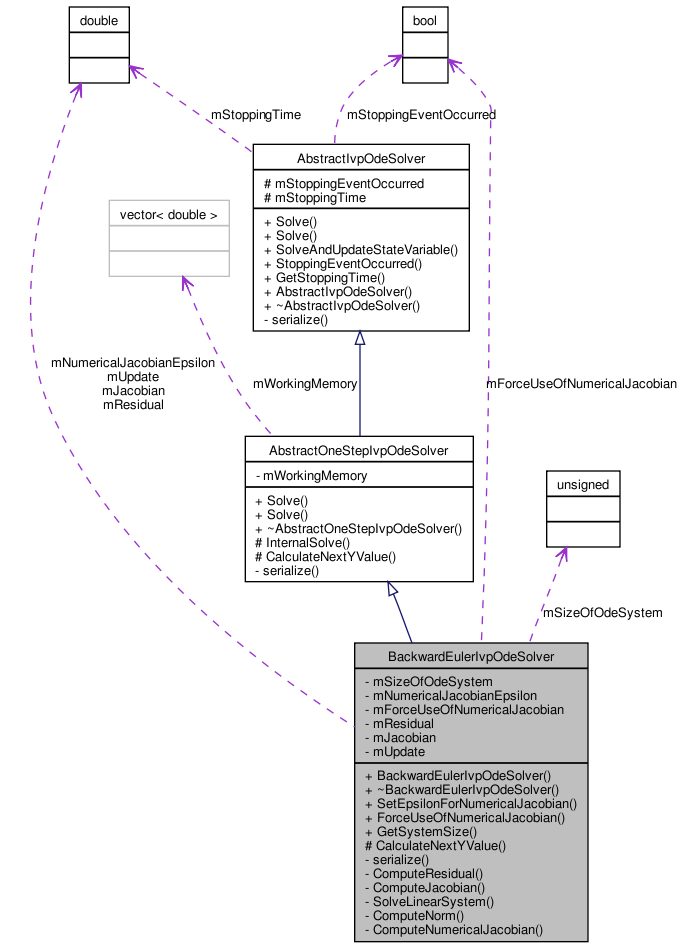 double
bool
mStoppingTime
mStoppingEventOccurred
AbstractIvpOdeSolver
# mStoppingEventOccurred
# mStoppingTime
+ Solve()
+ Solve()
+ SolveAndUpdateStateVariable()
+ StoppingEventOccurred()
+ GetStoppingTime()
+ AbstractIvpOdeSolver()
+ ~AbstractIvpOdeSolver()
- serialize()
vector< double >
mNumericalJacobianEpsilon
mUpdate
mJacobian
mResidual
mWorkingMemory
mForceUseOfNumericalJacobian
AbstractOneStepIvpOdeSolver
- mWorkingMemory
+ Solve()
+ Solve()
+ ~AbstractOneStepIvpOdeSolver()
# InternalSolve()
# CalculateNextYValue()
- serialize()
unsigned
mSizeOfOdeSystem
BackwardEulerIvpOdeSolver
- mSizeOfOdeSystem
- mNumericalJacobianEpsilon
- mForceUseOfNumericalJacobian
- mResidual
- mJacobian
- mUpdate
+ BackwardEulerIvpOdeSolver()
+ ~BackwardEulerIvpOdeSolver()
+ SetEpsilonForNumericalJacobian()
+ ForceUseOfNumericalJacobian()
+ GetSystemSize()
# CalculateNextYValue()
- serialize()
- ComputeResidual()
- ComputeJacobian()
- SolveLinearSystem()
- ComputeNorm()
- ComputeNumericalJacobian()